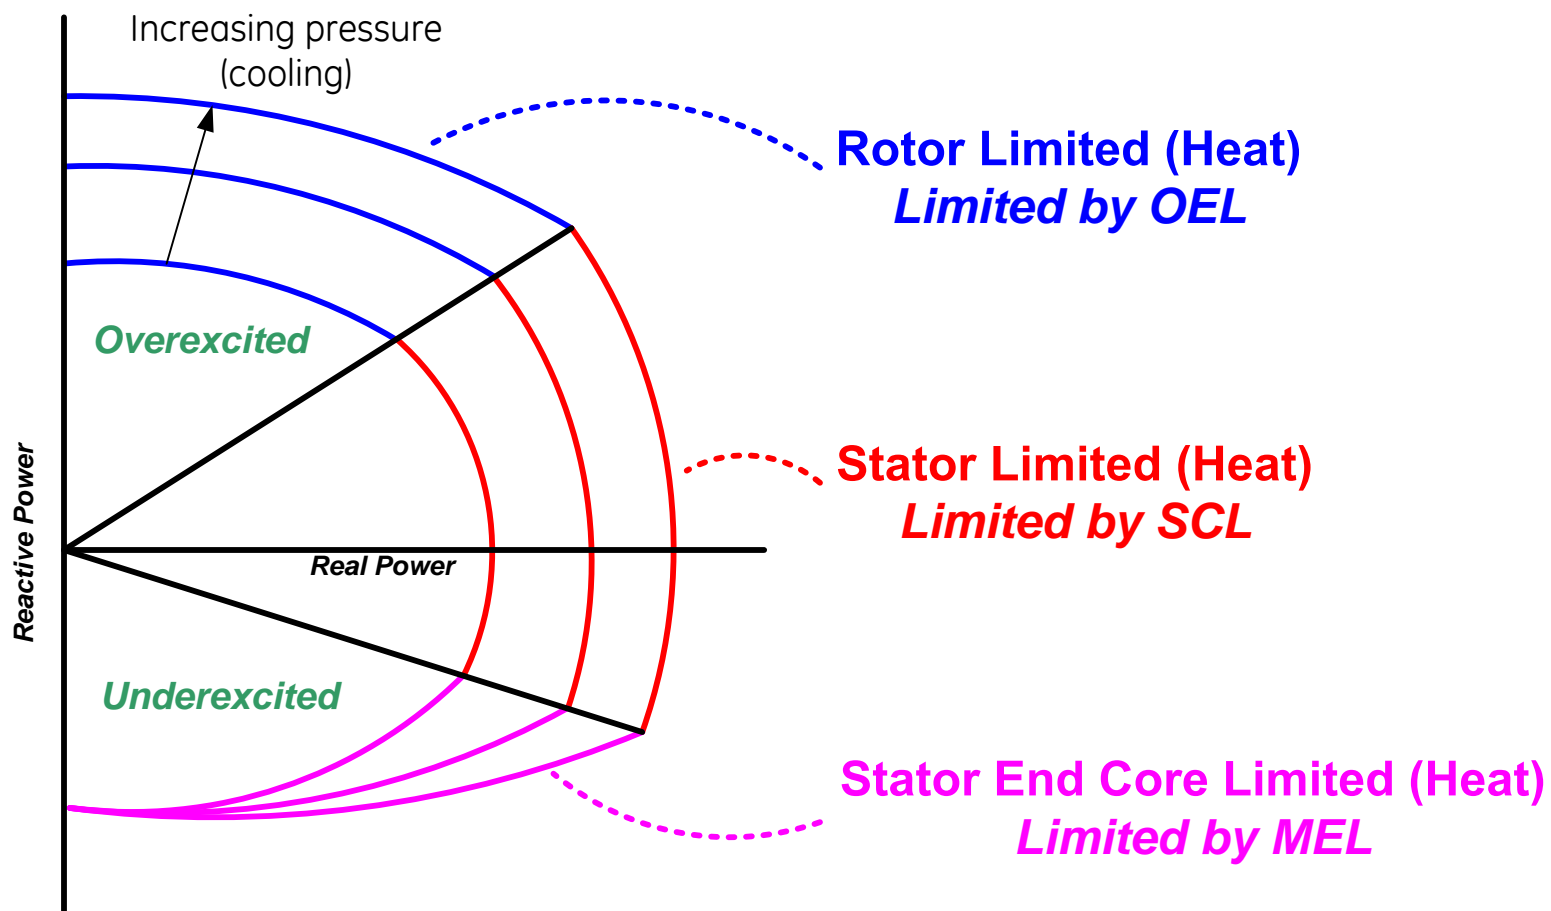 Increasing pressure
(cooling)
Rotor Limited (Heat)
Limited by OEL
Overexcited
Stator Limited (Heat)
Limited by SCL
Reactive Power
Real Power
Underexcited
Stator End Core Limited (Heat)
Limited by MEL